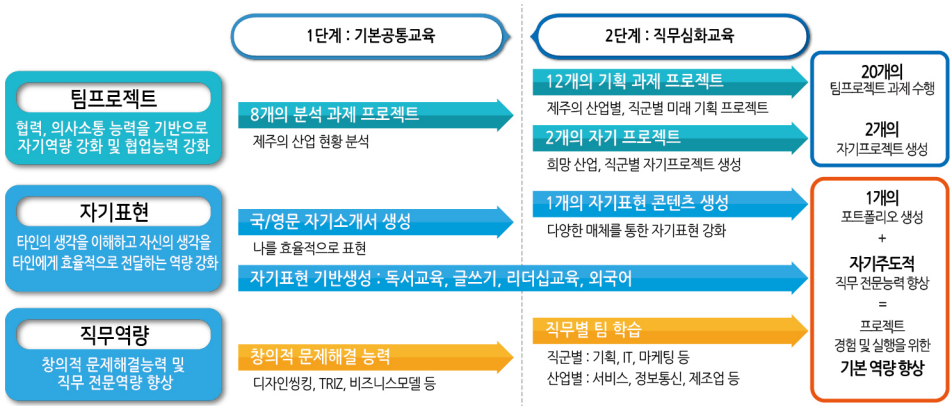 1단계 : 기본공통교육
2단계 : 직무심화교육
팀프로젝트
협력, 의사소통 능력을 기반으로
자기역량 강화 및 협업능력 강화
8개의 분석 과제 프로젝트
제주의 산업 현황 분석
12개의 기획 과제 프로젝트
제주의 산업별, 직군별 미래 기획 프로젝트
2개의 자기 프로젝트
희망 산업, 직군별 자기프로젝트 생성
20개의
팀프로젝트 과제 수행
2개의
자기프로젝트 생성
자기표현
타인의 생각을 이해하고 자신의 생각을
타인에게 효율적으로 전달하는 역량 강화
국/영문 자기소개서 생성
나를 효율적으로 표현
1개의 자기표현 콘텐츠 생성
다양한 매체를 통한 자기표현 강화
자기표현 기반생성 : 독서교육, 글쓰기, 리더십교육, 외국어
직무역량
창의적 문제해결능력 및
직무 전문역량 향상
창의적 문제해결 능력
디자인씽킹, TRIZ, 비즈니스모델 등
직무별 팀 학습
직군별 : 기획, IT, 마케팅 등
산업별 : 서비스, 정보통신, 제조업 등
1개의
포트폴리오 생성
+
자기주도적
직무 전문능력 향상
=
프로젝트
경험 및 실행을 위한
기본 역량 향상